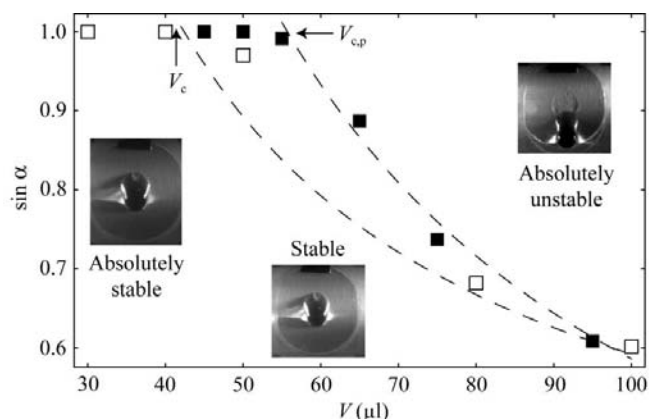 1.0
0.9
0.8
0.7
0.6
sin α
V_c
V_c,p
Absolutely
stable
Stable
Absolutely
unstable
30 40 50 60 70 80 90 100
V (μl)